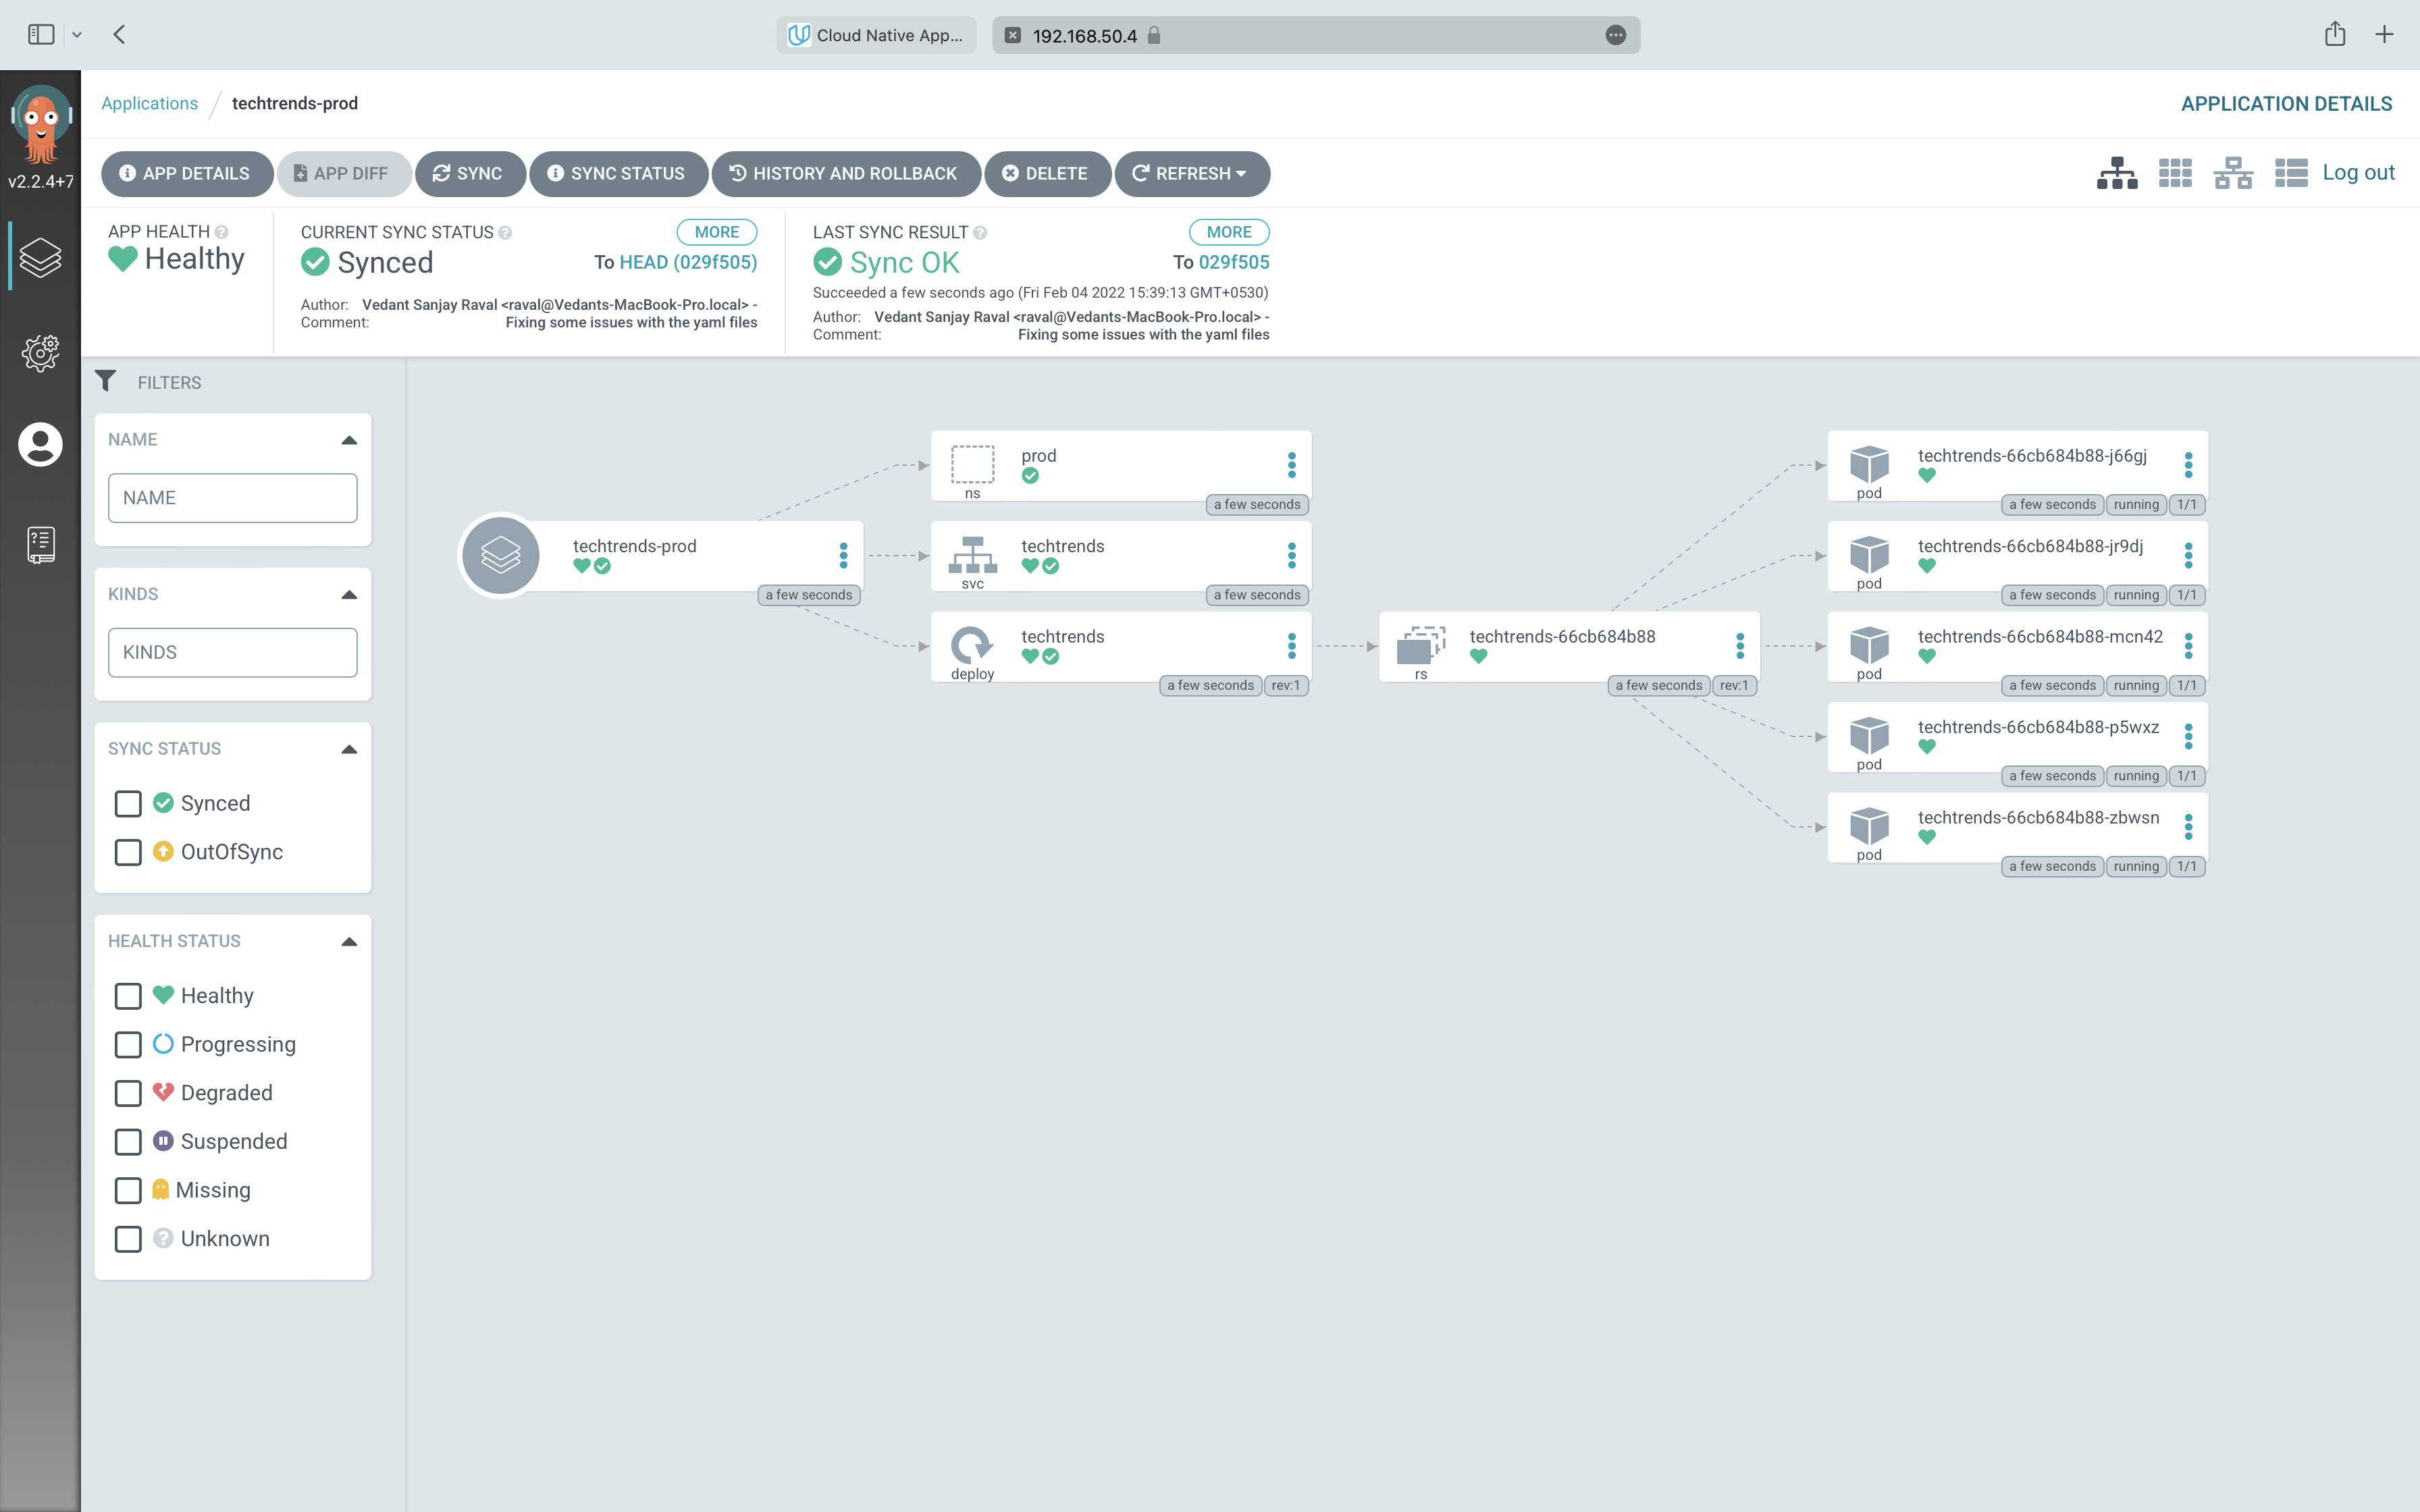 Cloud Native App...
192.168.50.4
v2.2.4+7
Applications / techtrends-prod
APPLICATION DETAILS
APP DETAILS
APP DIFF
SYNC
SYNC STATUS
HISTORY AND ROLLBACK
DELETE
REFRESH
Log out
APP HEALTH
Healthy
CURRENT SYNC STATUS
MORE
Synced
To HEAD (029f505)
Author: Vedant Sanjay Raval <raval@Vedants-MacBook-Pro.local> -
Comment: Fixing some issues with the yaml files
LAST SYNC RESULT
MORE
Sync OK
To 029f505
Succeeded a few seconds ago (Fri Feb 04 2022 15:39:13 GMT+0530)
Author: Vedant Sanjay Raval <raval@Vedants-MacBook-Pro.local> -
Comment: Fixing some issues with the yaml files
FILTERS
NAME
NAME
KINDS
KINDS
SYNC STATUS
Synced
OutOfSync
HEALTH STATUS
Healthy
Progressing
Degraded
Suspended
Missing
Unknown
techtrends-prod
a few seconds
prod
ns
a few seconds
techtrends
svc
a few seconds
techtrends
deploy
a few seconds rev:1
techtrends-66cb684b88
rs
a few seconds rev:1
techtrends-66cb684b88-j66gj
pod
a few seconds running 1/1
techtrends-66cb684b88-jr9dj
pod
a few seconds running 1/1
techtrends-66cb684b88-mcn42
pod
a few seconds running 1/1
techtrends-66cb684b88-p5wxz
pod
a few seconds running 1/1
techtrends-66cb684b88-zbwsn
pod
a few seconds running 1/1